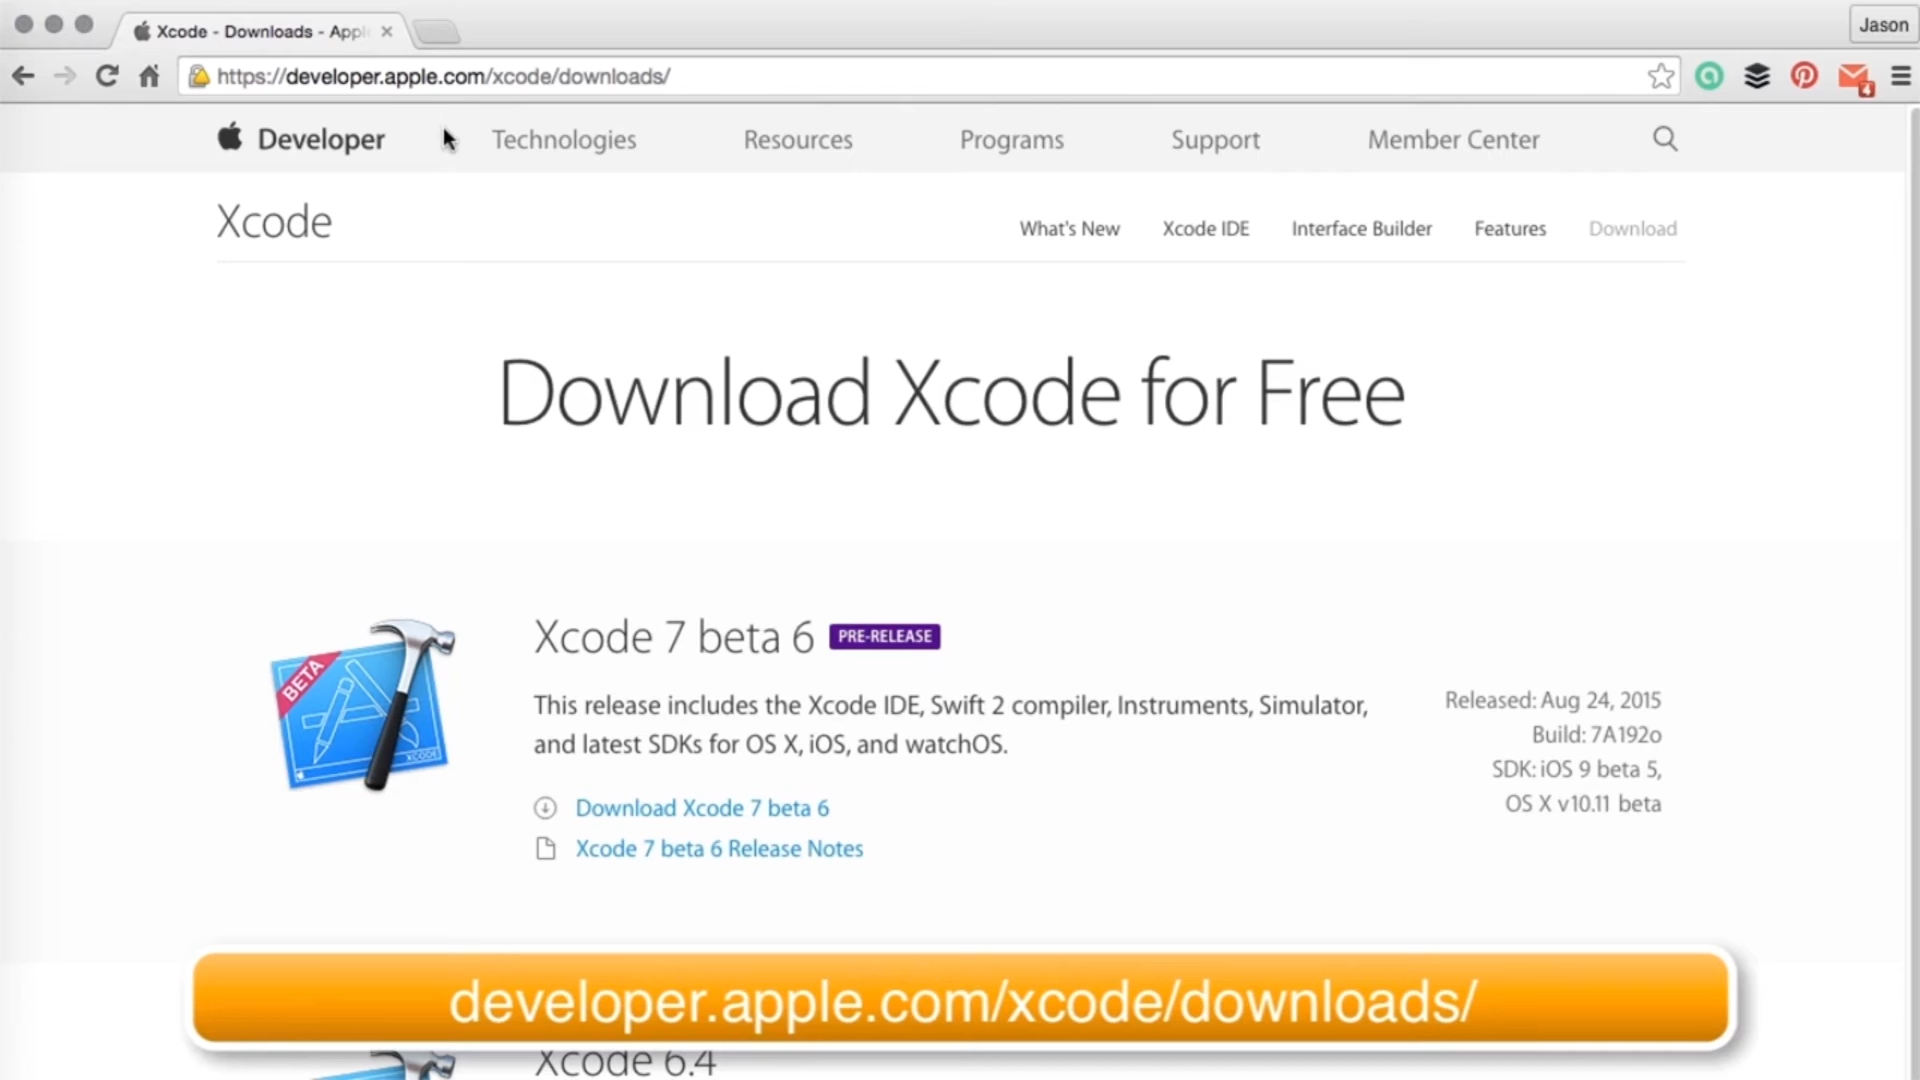 Xcode - Downloads - Appl
Jason
https://developer.apple.com/xcode/downloads/
4
Developer
Technologies
Resources
Programs
Support
Member Center
Xcode
What's New
Xcode IDE
Interface Builder
Features
Download
Download Xcode for Free
BETA
XCODE
Xcode 7 beta 6 PRE-RELEASE
This release includes the Xcode IDE, Swift 2 compiler, Instruments, Simulator,
and latest SDKs for OS X, iOS, and watchOS.
Released: Aug 24, 2015
Build: 7A192o
SDK: iOS 9 beta 5,
OS X v10.11 beta
Download Xcode 7 beta 6
Xcode 7 beta 6 Release Notes
developer.apple.com/xcode/downloads/
Xcode 6.4